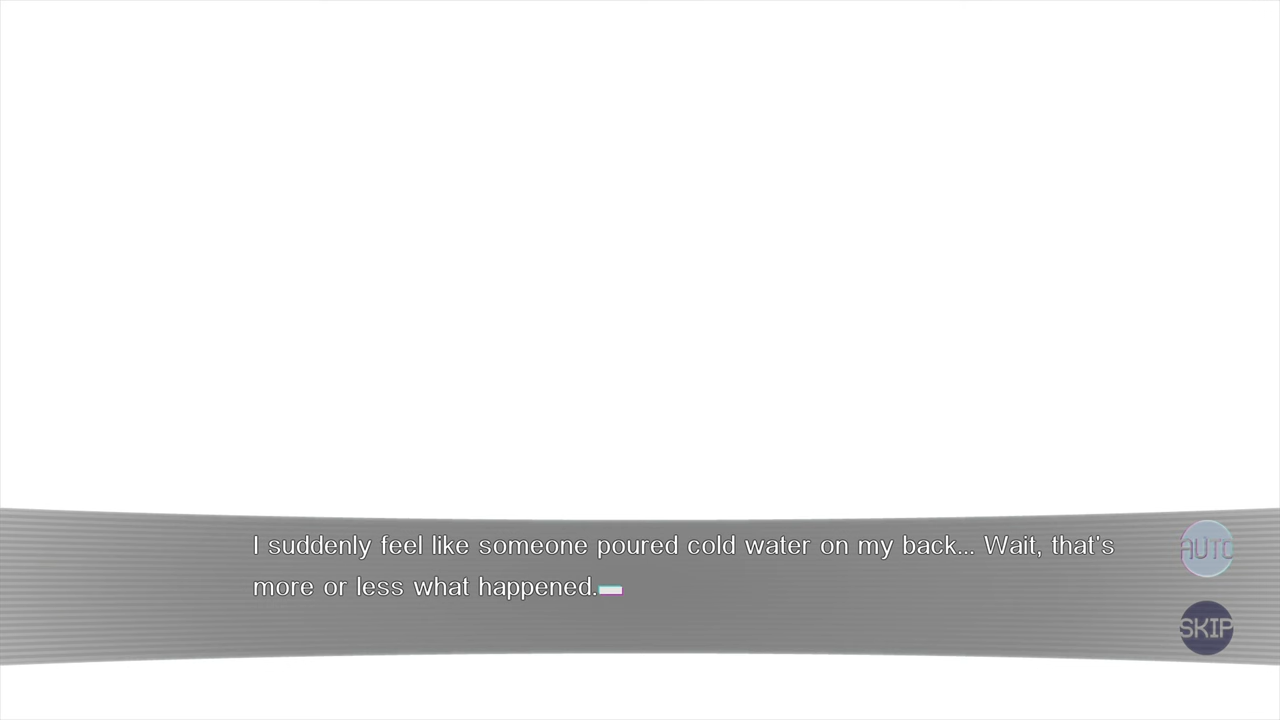 I suddenly feel like someone poured cold water on my back... Wait, that's
more or less what happened.
AUTO
SKIP